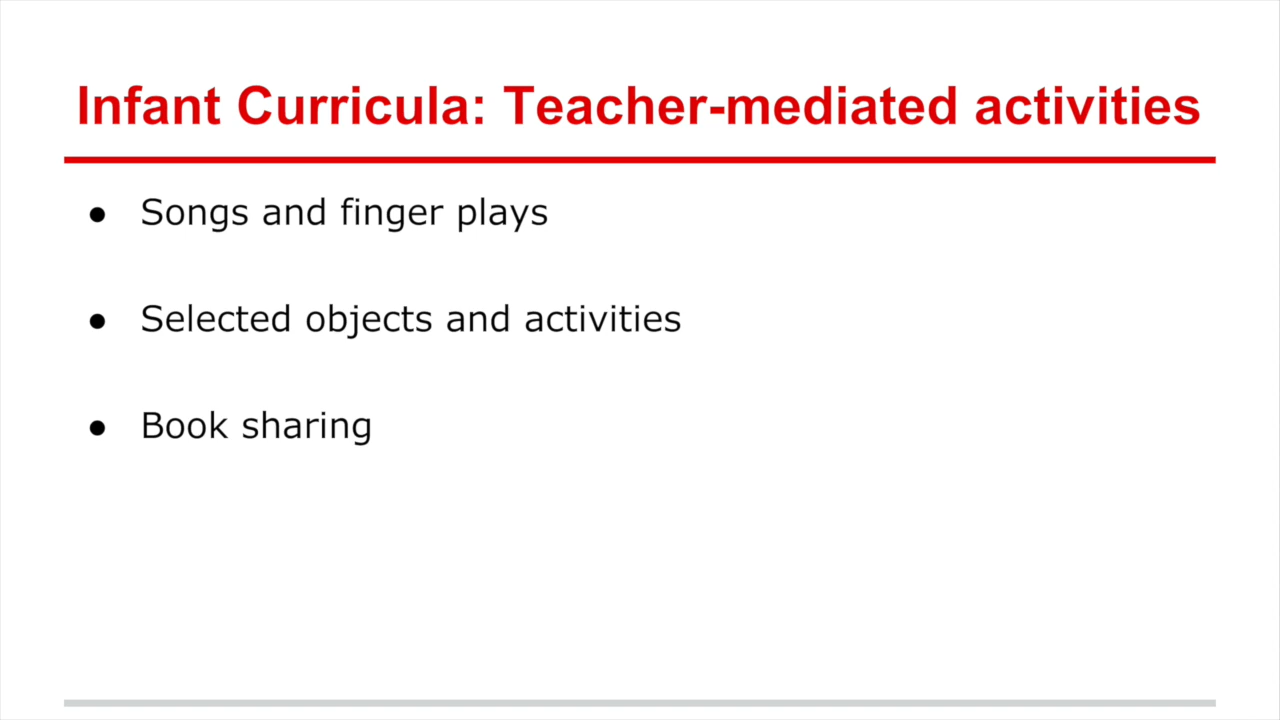 Infant Curricula: Teacher-mediated activities
● Songs and finger plays
● Selected objects and activities
● Book sharing